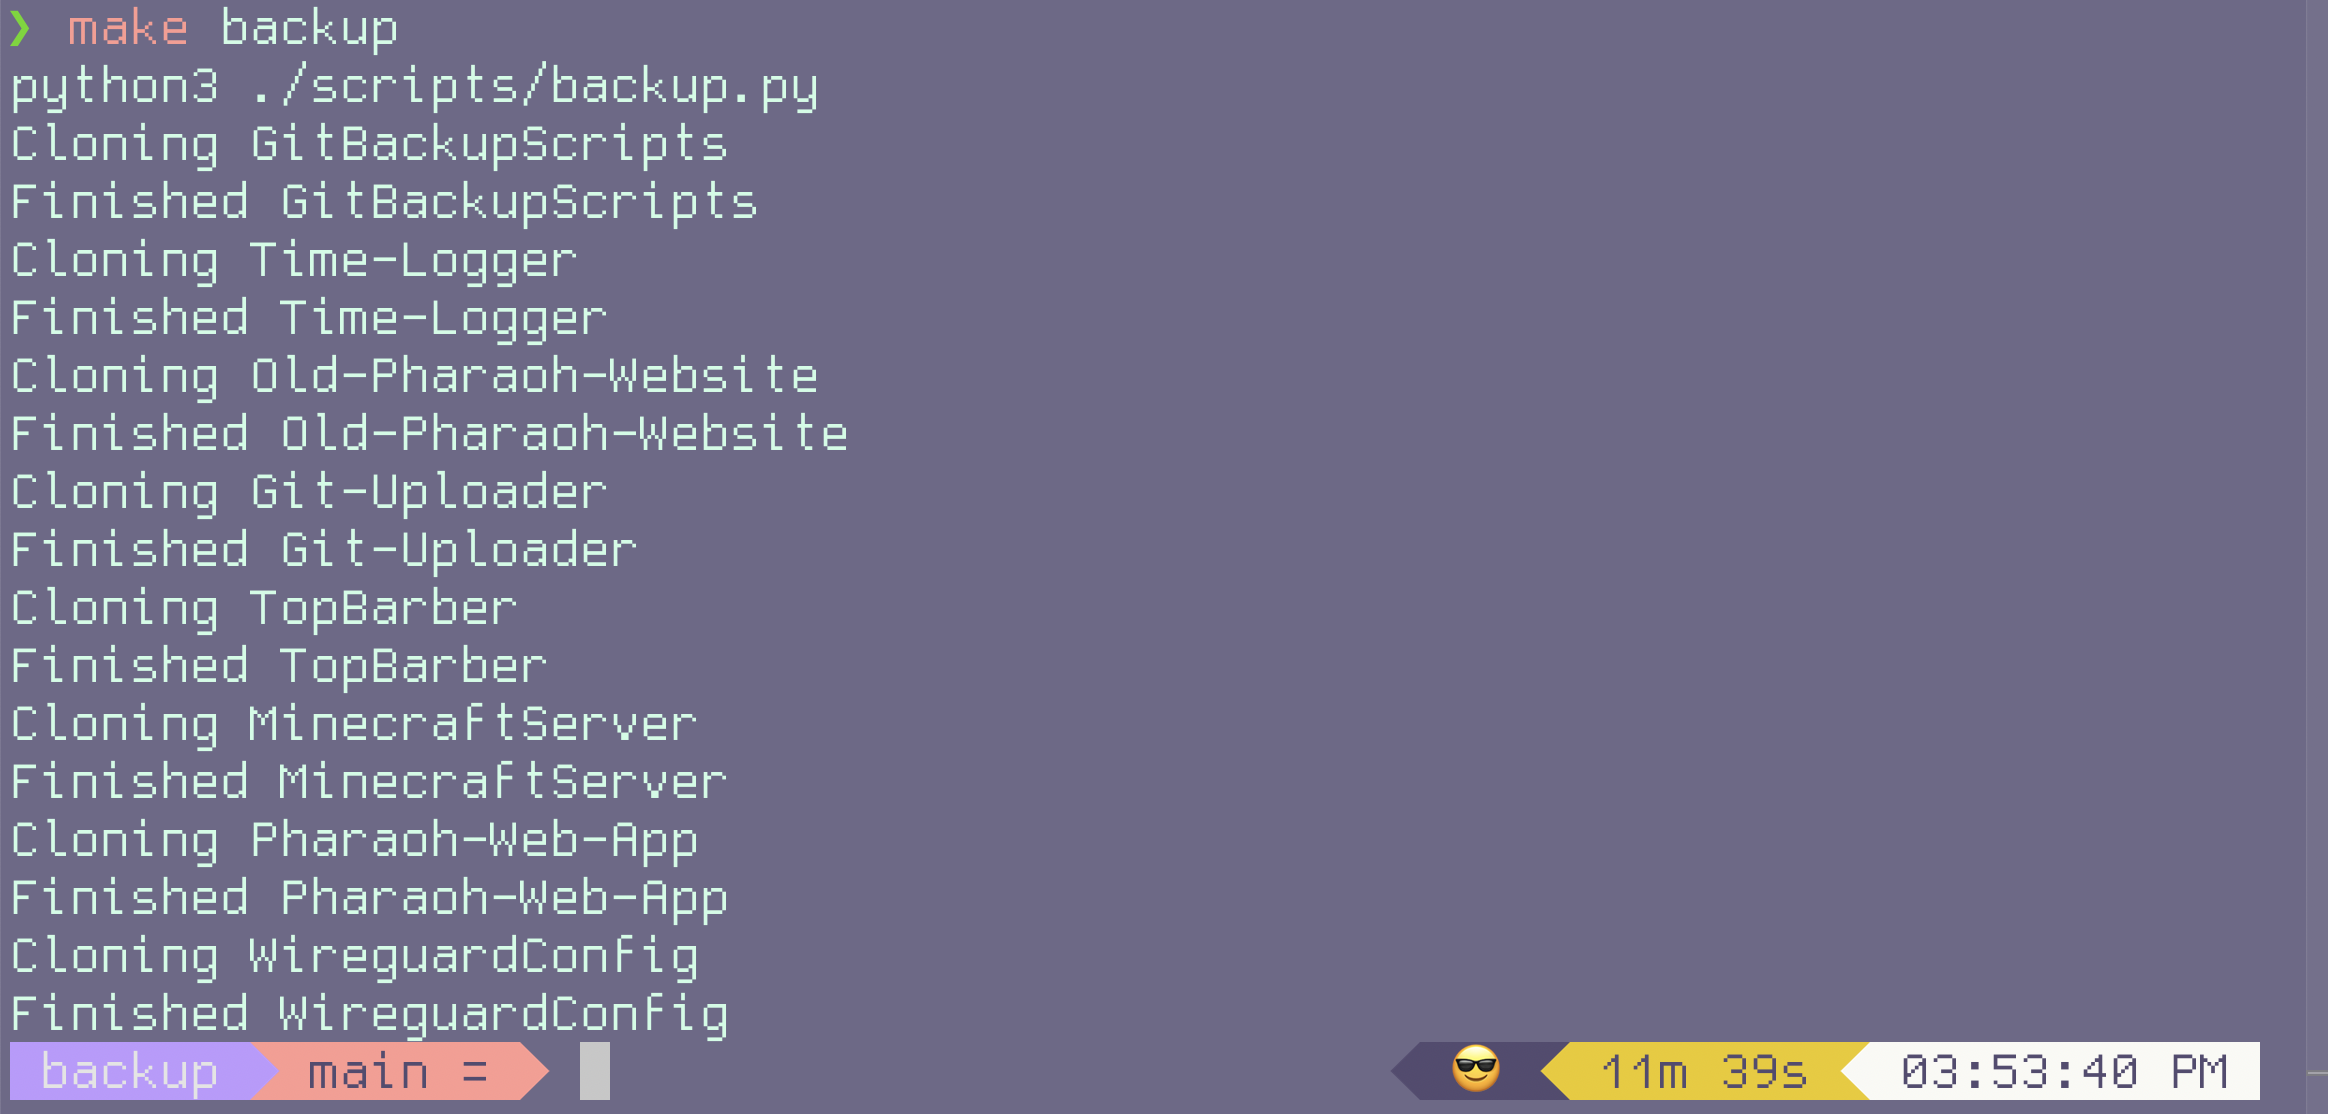 ❯ make backup
python3 ./scripts/backup.py
Cloning GitBackupScripts
Finished GitBackupScripts
Cloning Time-Logger
Finished Time-Logger
Cloning Old-Pharaoh-Website
Finished Old-Pharaoh-Website
Cloning Git-Uploader
Finished Git-Uploader
Cloning TopBarber
Finished TopBarber
Cloning MinecraftServer
Finished MinecraftServer
Cloning Pharaoh-Web-App
Finished Pharaoh-Web-App
Cloning WireguardConfig
Finished WireguardConfig
backup main = 😎 11m 39s 03:53:40 PM